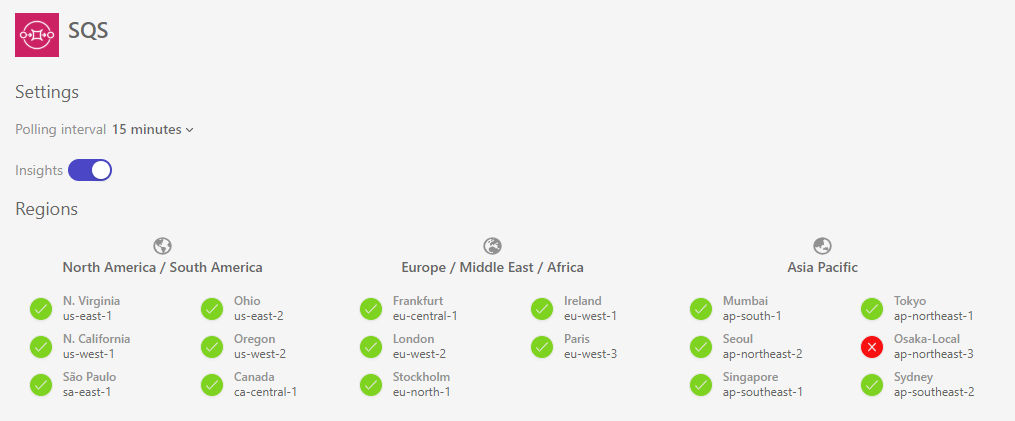 SQS
Settings
Polling interval 15 minutes
Insights
Regions
North America / South America
N. Virginia
us-east-1
Ohio
us-east-2
N. California
us-west-1
Oregon
us-west-2
São Paulo
sa-east-1
Canada
ca-central-1
Europe / Middle East / Africa
Frankfurt
eu-central-1
Ireland
eu-west-1
London
eu-west-2
Paris
eu-west-3
Stockholm
eu-north-1
Asia Pacific
Mumbai
ap-south-1
Tokyo
ap-northeast-1
Seoul
ap-northeast-2
Osaka-Local
ap-northeast-3
Singapore
ap-southeast-1
Sydney
ap-southeast-2